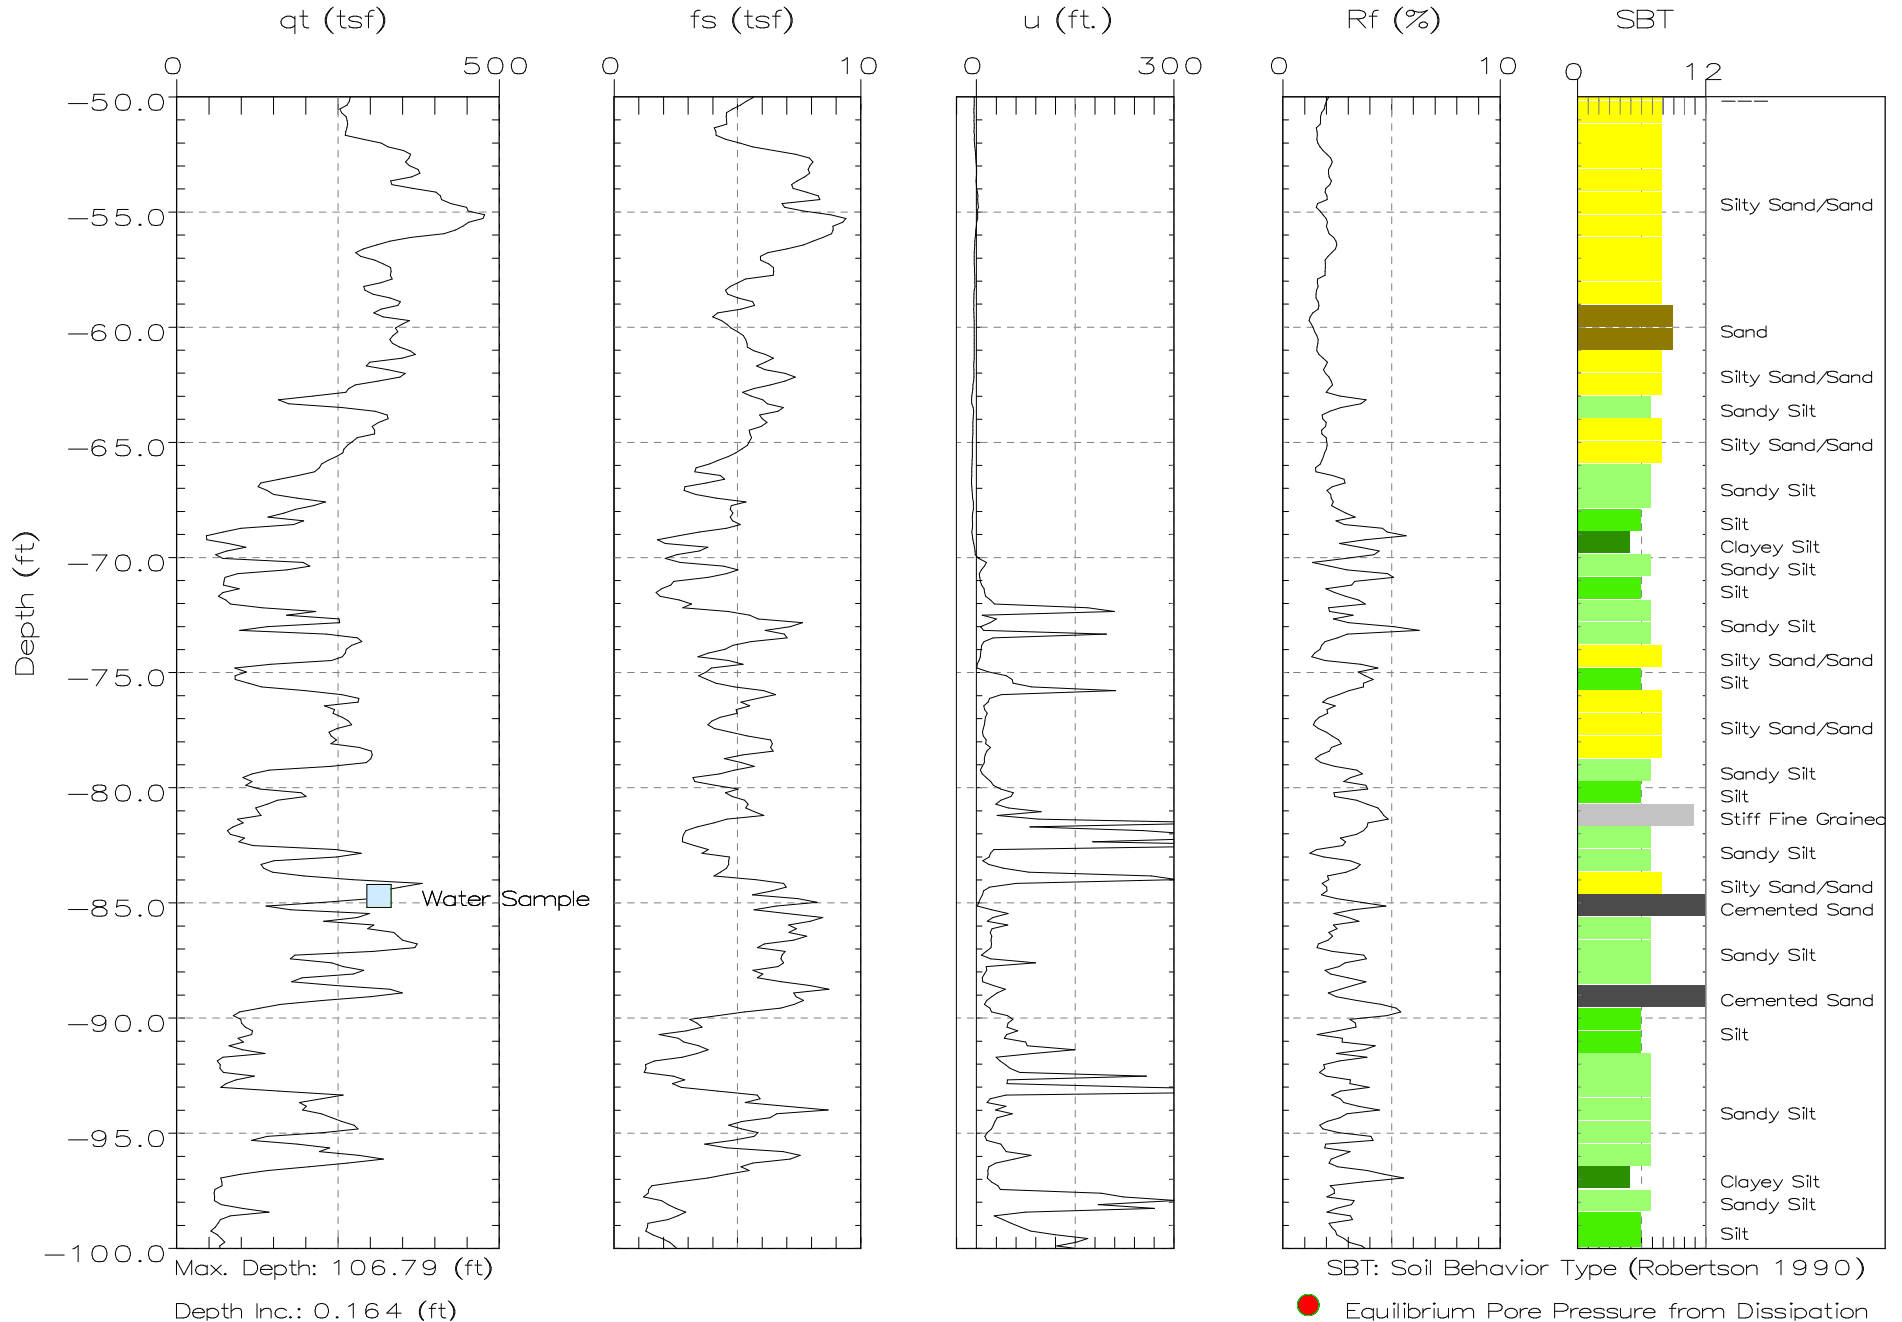 qt (tsf) fs (tsf) u (ft.) Rf (%) SBT
0 500 0 10 0 300 0 10 0 12
Depth (ft)
-50.0
Silty Sand/Sand
-55.0
-60.0
Sand
Silty Sand/Sand
Sandy Silt
-65.0
Silty Sand/Sand
Sandy Silt
Silt
Clayey Silt
-70.0
Sandy Silt
Silt
Sandy Silt
Silty Sand/Sand
-75.0
Silt
Silty Sand/Sand
Sandy Silt
-80.0
Silt
Stiff Fine Grained
Sandy Silt
Silty Sand/Sand
Water Sample
-85.0
Cemented Sand
Sandy Silt
Cemented Sand
-90.0
Silt
Sandy Silt
-95.0
Clayey Silt
Sandy Silt
Silt
-100.0
Max. Depth: 106.79 (ft)
SBT: Soil Behavior Type (Robertson 1990)
Depth Inc.: 0.164 (ft)
Equilibrium Pore Pressure from Dissipation